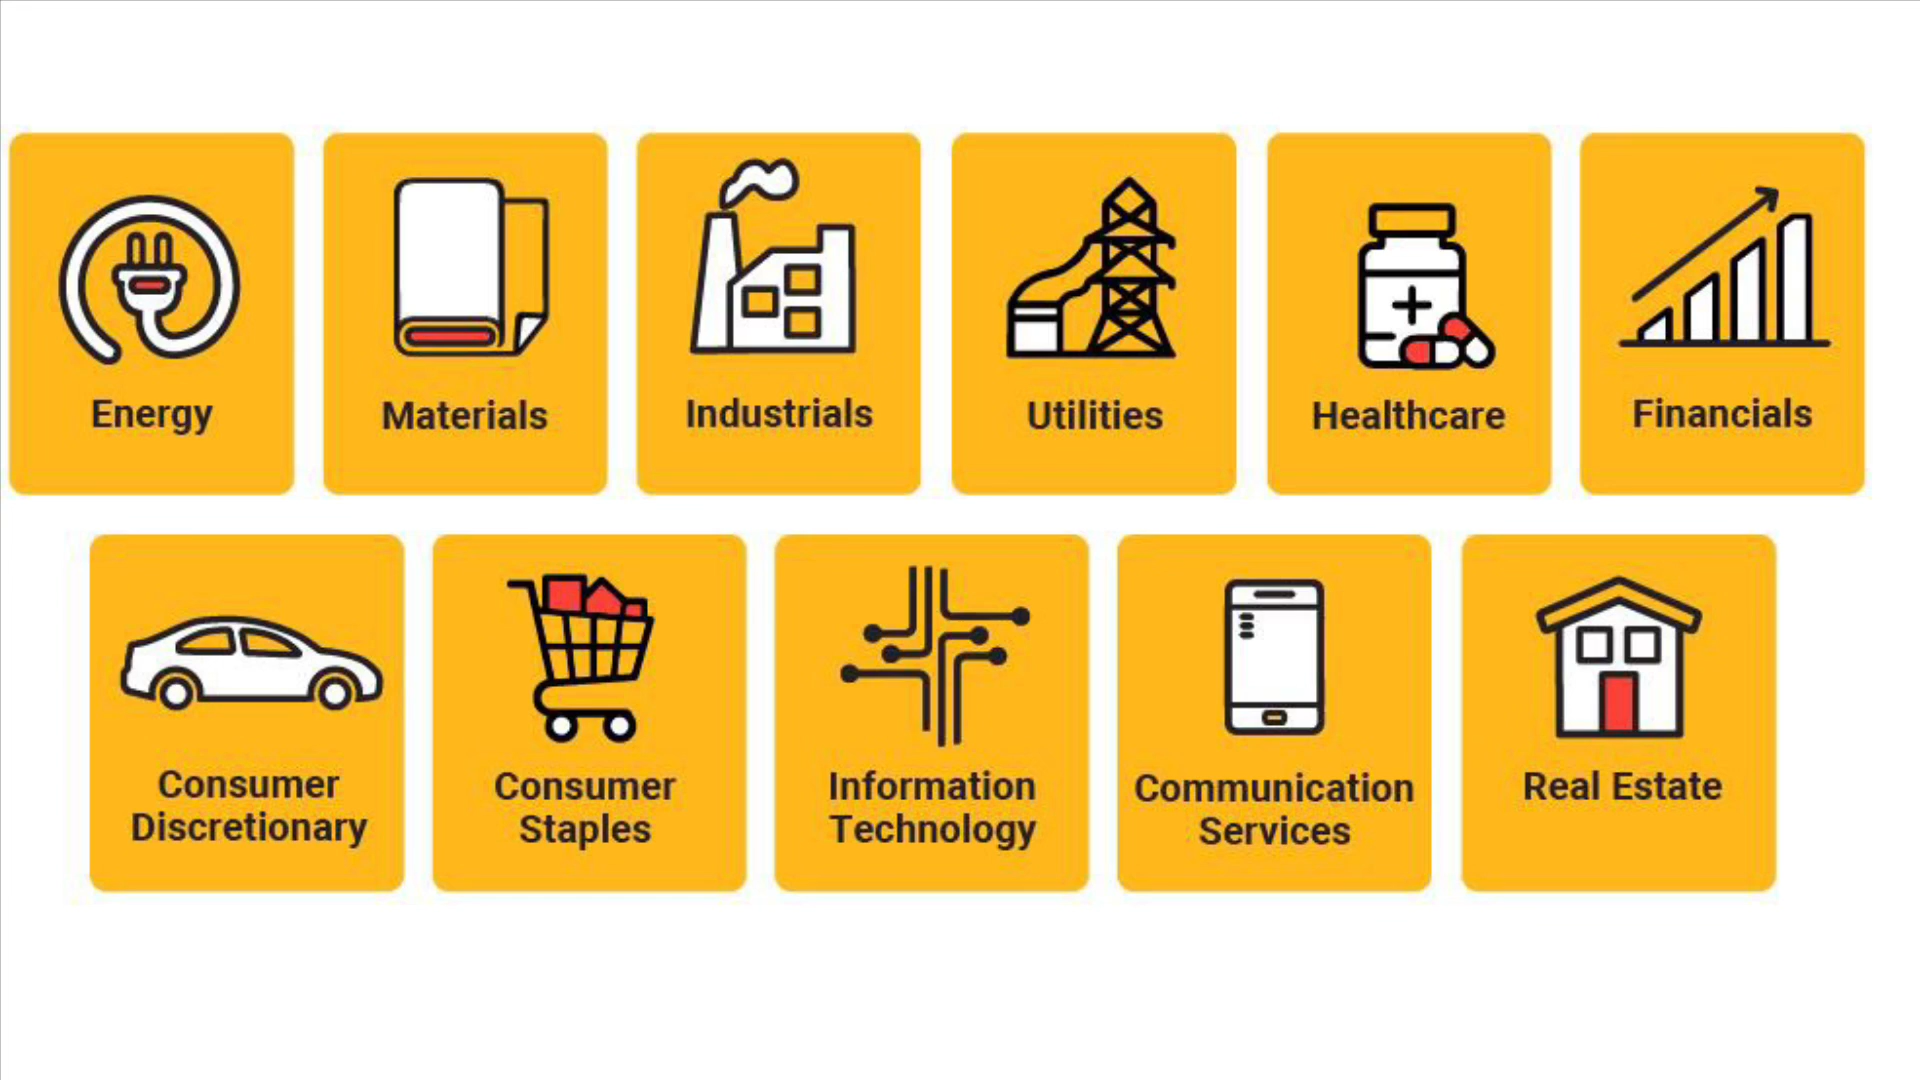 Energy
Materials
Industrials
Utilities
Healthcare
Financials
Consumer
Discretionary
Consumer
Staples
Information
Technology
Communication
Services
Real Estate